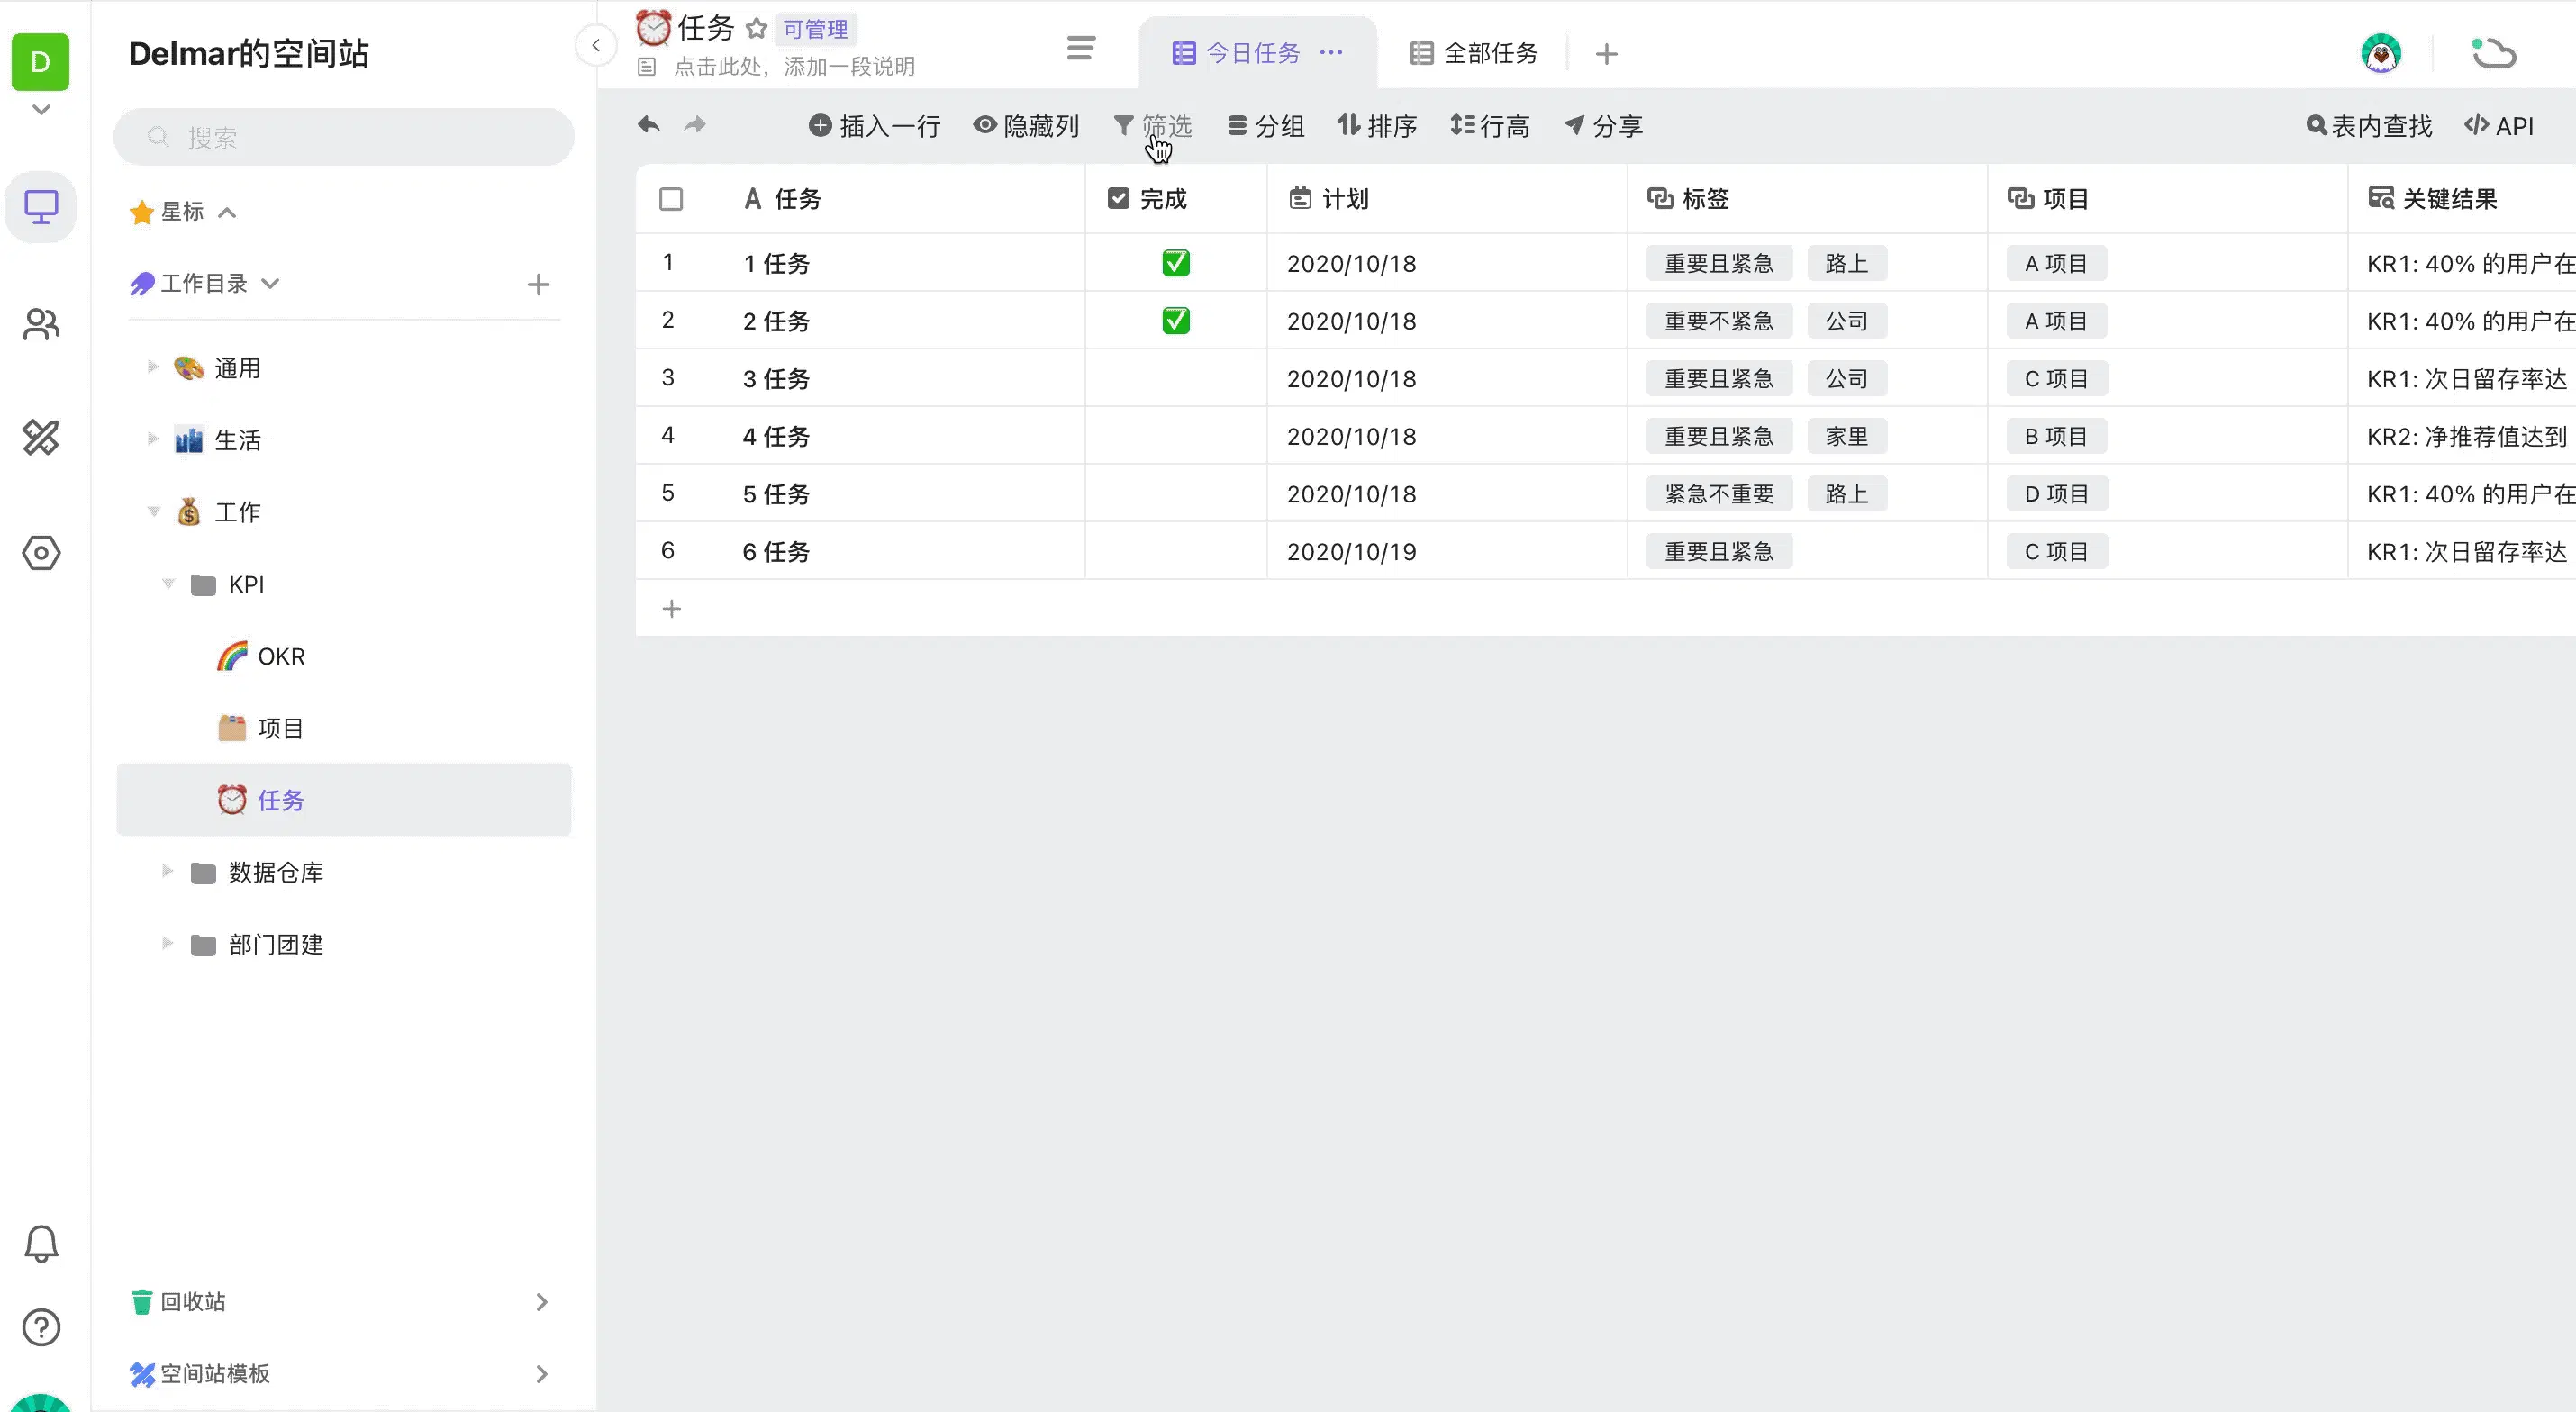 D
Delmar的空间站
搜索
星标
工作目录
通用
生活
工作
KPI
OKR
项目
任务
数据仓库
部门团建
回收站
空间站模板
任务 可管理
点击此处，添加一段说明
今日任务 全部任务
插入一行 隐藏列 筛选 分组 排序 行高 分享 表内查找 API
任务 完成 计划 标签 项目 关键结果
1 1 任务 2020/10/18 重要且紧急 路上 A 项目 KR1: 40% 的用户在
2 2 任务 2020/10/18 重要不紧急 公司 A 项目 KR1: 40% 的用户在
3 3 任务 2020/10/18 重要且紧急 公司 C 项目 KR1: 次日留存率达
4 4 任务 2020/10/18 重要且紧急 家里 B 项目 KR2: 净推荐值达到
5 5 任务 2020/10/18 紧急不重要 路上 D 项目 KR1: 40% 的用户在
6 6 任务 2020/10/19 重要且紧急 C 项目 KR1: 次日留存率达